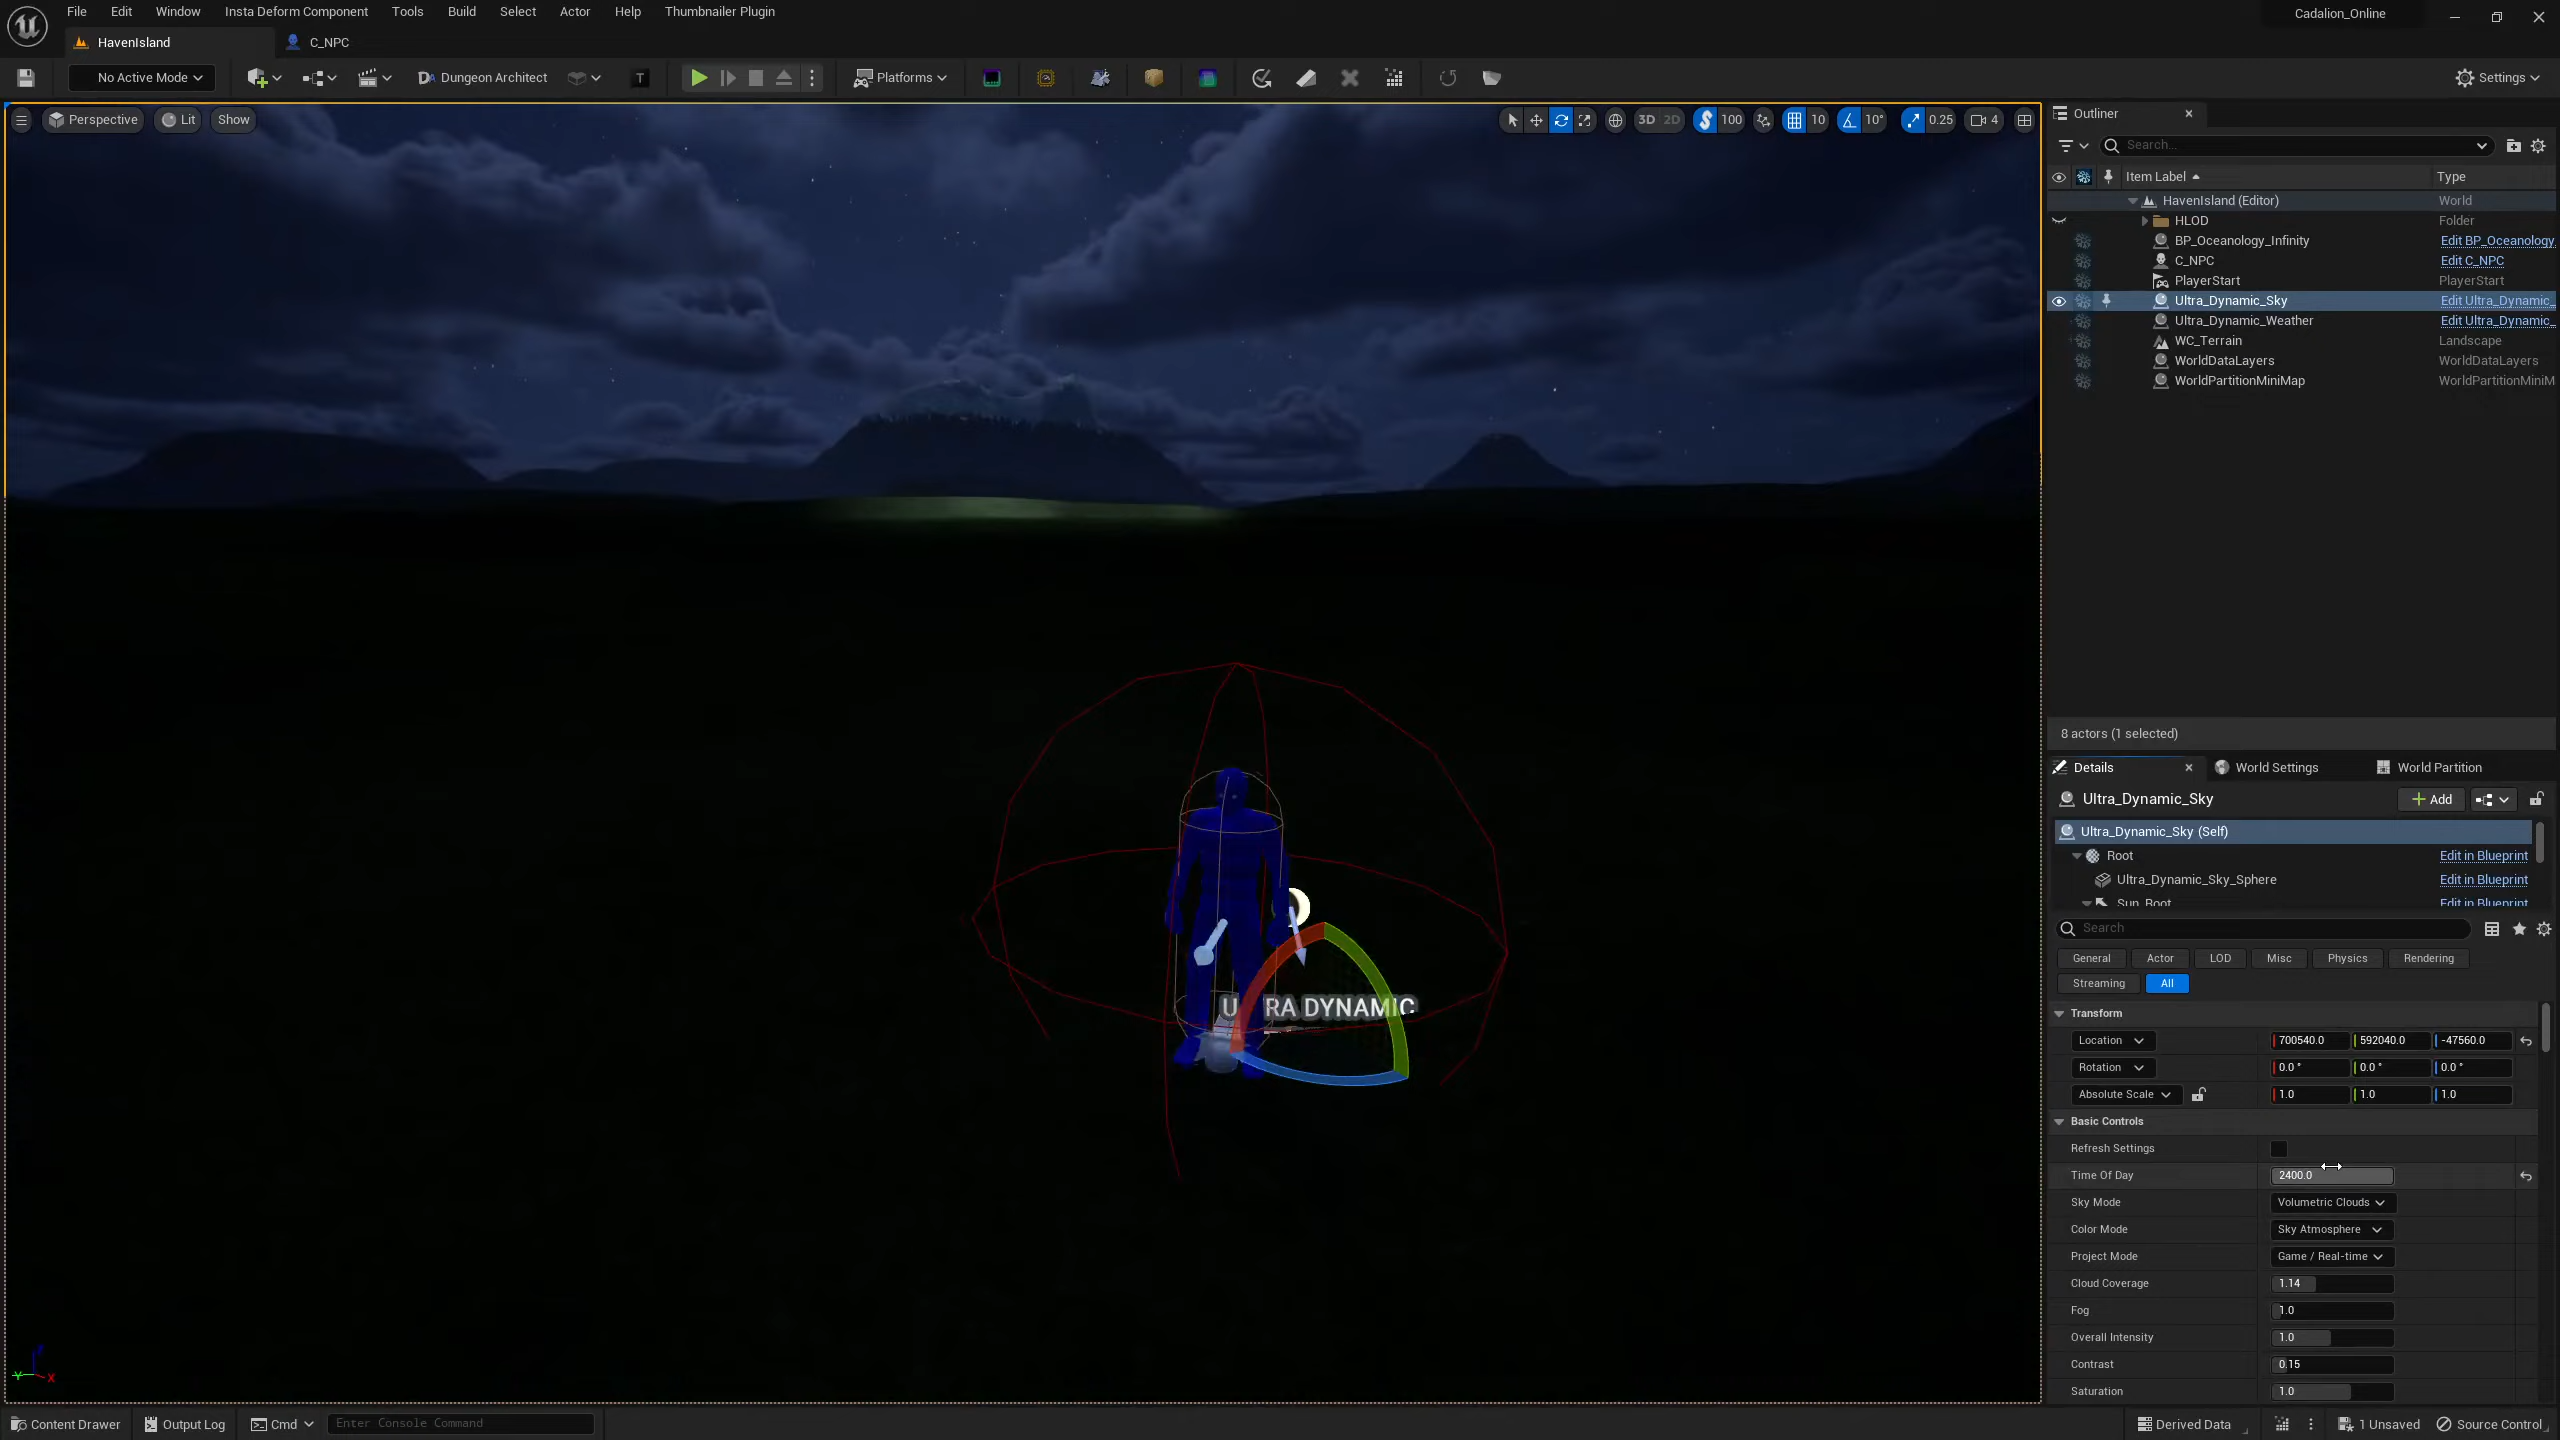 File Edit Window Insta Deform Component Tools Build Select Actor Help Thumbnailer Plugin
Cadalion_Online
HavenIsland
C_NPC
No Active Mode
Dungeon Architect
T
Platforms
Settings
Perspective
Lit
Show
3D 2D
100
10
10°
0.25
4
Outliner
Search...
Item Label
Type
HavenIsland (Editor) World
HLOD Folder
BP_Oceanology_Infinity Edit BP_Oceanology
C_NPC Edit C_NPC
PlayerStart PlayerStart
Ultra_Dynamic_Sky Edit Ultra_Dynamic_
Ultra_Dynamic_Weather Edit Ultra_Dynamic_
WC_Terrain Landscape
WorldDataLayers WorldDataLayers
WorldPartitionMiniMap WorldPartitionMiniM
8 actors (1 selected)
Details
World Settings
World Partition
Ultra_Dynamic_Sky
Add
Ultra_Dynamic_Sky (Self)
Root Edit in Blueprint
Ultra_Dynamic_Sky_Sphere Edit in Blueprint
Sun_Root Edit in Blueprint
Search
General Actor LOD Misc Physics Rendering
Streaming All
Transform
Location 700540.0 592040.0 -47560.0
Rotation 0.0 ° 0.0 ° 0.0 °
Absolute Scale 1.0 1.0 1.0
Basic Controls
Refresh Settings
Time Of Day 2400.0
Sky Mode Volumetric Clouds
Color Mode Sky Atmosphere
Project Mode Game / Real-time
Cloud Coverage 1.14
Fog 1.0
Overall Intensity 1.0
Contrast 0.15
Saturation 1.0
U RA DYNAMIC
Y X
Content Drawer
Output Log
Cmd
Enter Console Command
Derived Data
1 Unsaved
Source Control